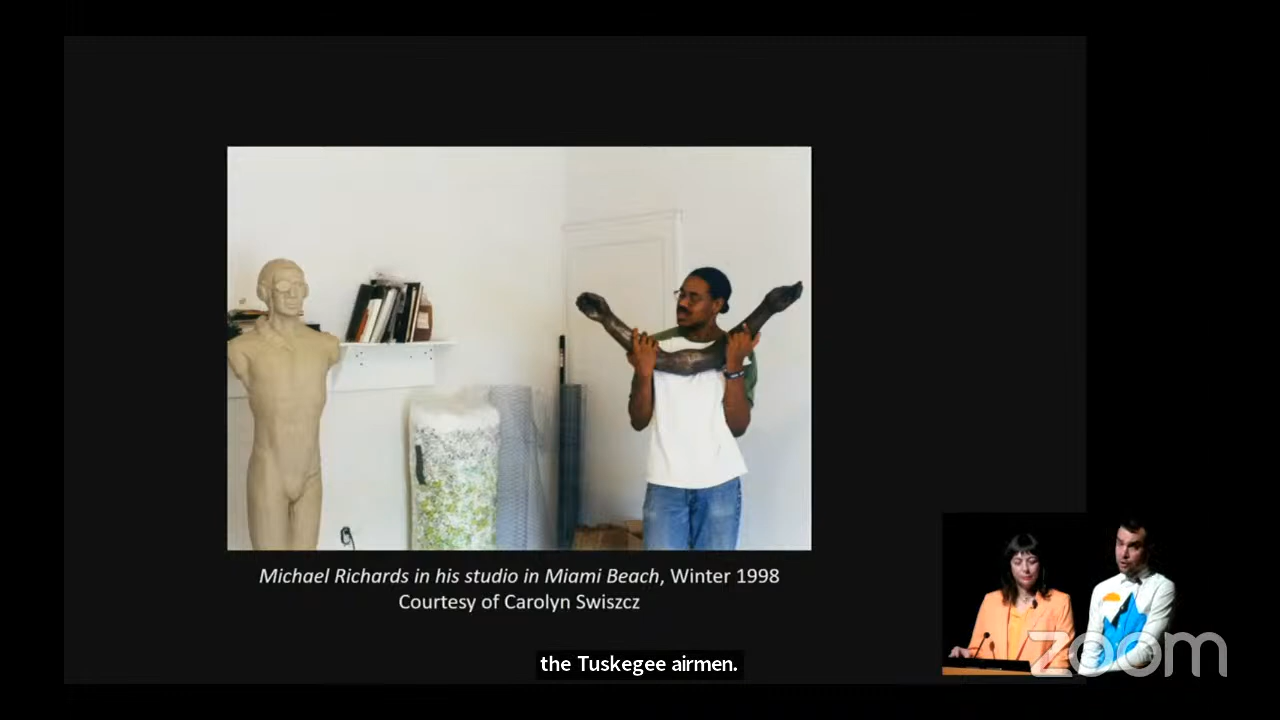 Michael Richards in his studio in Miami Beach, Winter 1998
Courtesy of Carolyn Swiszcz
the Tuskegee airmen.
zoom